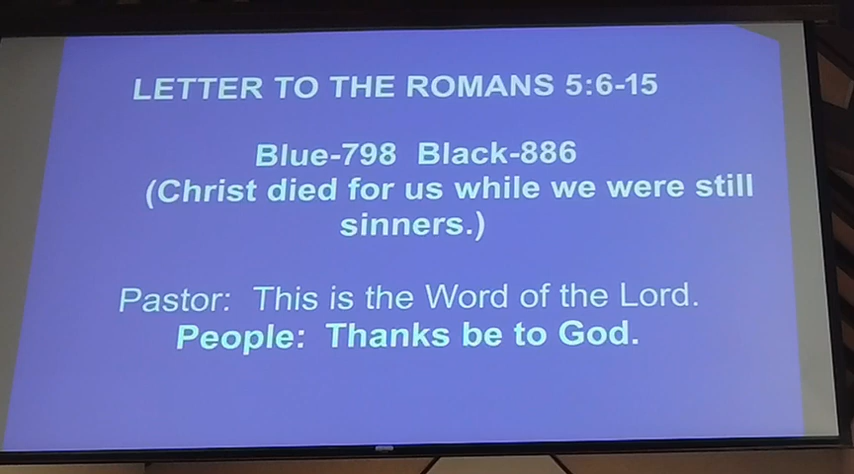 LETTER TO THE ROMANS 5:6-15
Blue-798 Black-886
(Christ died for us while we were still
sinners.)
Pastor: This is the Word of the Lord.
People: Thanks be to God.